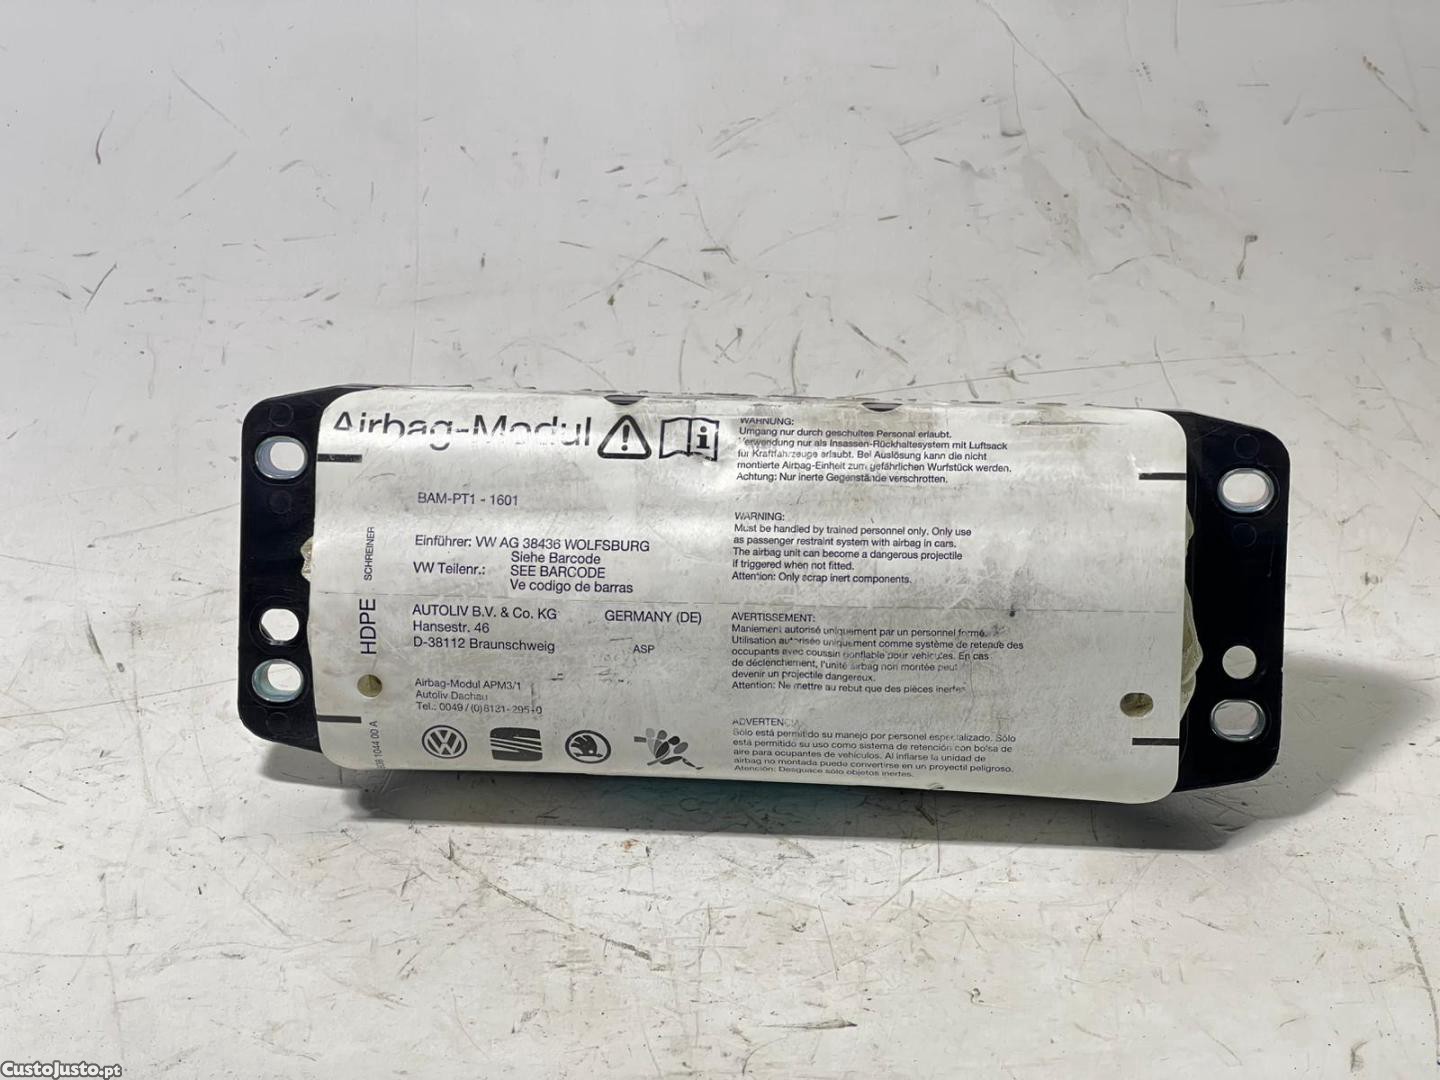 Airbag-Modul
BAM-PT1 - 1601
Einführer: VW AG 38436 WOLFSBURG
Siehe Barcode
VW Teilenr.: SEE BARCODE
Ve codigo de barras
AUTOLIV B.V. & Co. KG GERMANY (DE)
Hansestr. 46
D-38112 Braunschweig ASP
Airbag-Modul APM3/1
Autoliv Dachau
Tel.: 0049/(0)8131-295-0
HDPE SCHREINER
1044 00 A
WARNUNG:
Umgang nur durch geschultes Personal erlaubt.
Verwendung nur als Insassen-Rückhaltesystem mit Luftsack
für Kraftfahrzeuge erlaubt. Bei Auslösung kann die nicht
montierte Airbag-Einheit zum gefährlichen Wurfstück werden.
Achtung: Nur inerte Gegenstände verschrotten.
WARNING:
Must be handled by trained personnel only. Only use
as passenger restraint system with airbag in cars.
The airbag unit can become a dangerous projectile
if triggered when not fitted.
Attention: Only scrap inert components.
AVERTISSEMENT:
Maniement autorisé uniquement par un personnel formé.
Utilisation autorisée uniquement comme système de retenue des
occupants avec coussin gonflable pour véhicules. En cas
de déclenchement, l'unité airbag non montée peut
devenir un projectile dangereux.
Attention: Ne mettre au rebut que des pièces inertes
ADVERTENCIA
Sólo está permitido su manejo por personel especializado. Sólo
está permitido su uso como sistema de retención con bolsa de
aire para ocupantes de vehículos. Al inflarse la unidad de
airbag no montada puede convertirse en un proyectil peligroso.
Atención: Desguace sólo objetos inertes.
CustoJusto.pt